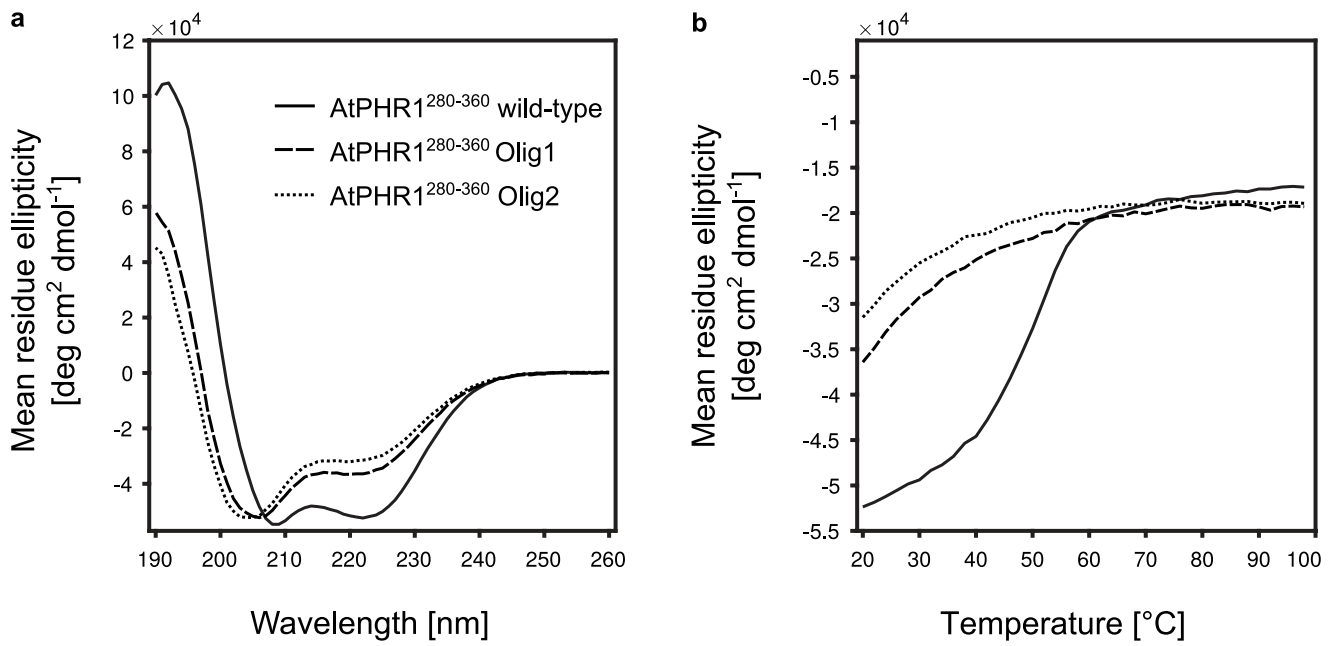 a
× 10⁴
12
10
8
6
4
2
0
-2
-4
190 200 210 220 230 240 250 260
Wavelength [nm]
Mean residue ellipticity
[deg cm² dmol⁻¹]
AtPHR1²⁸⁰⁻³⁶⁰ wild-type
AtPHR1²⁸⁰⁻³⁶⁰ Olig1
AtPHR1²⁸⁰⁻³⁶⁰ Olig2
b
× 10⁴
-0.5
-1
-1.5
-2
-2.5
-3
-3.5
-4
-4.5
-5
-5.5
20 30 40 50 60 70 80 90 100
Temperature [°C]
Mean residue ellipticity
[deg cm² dmol⁻¹]